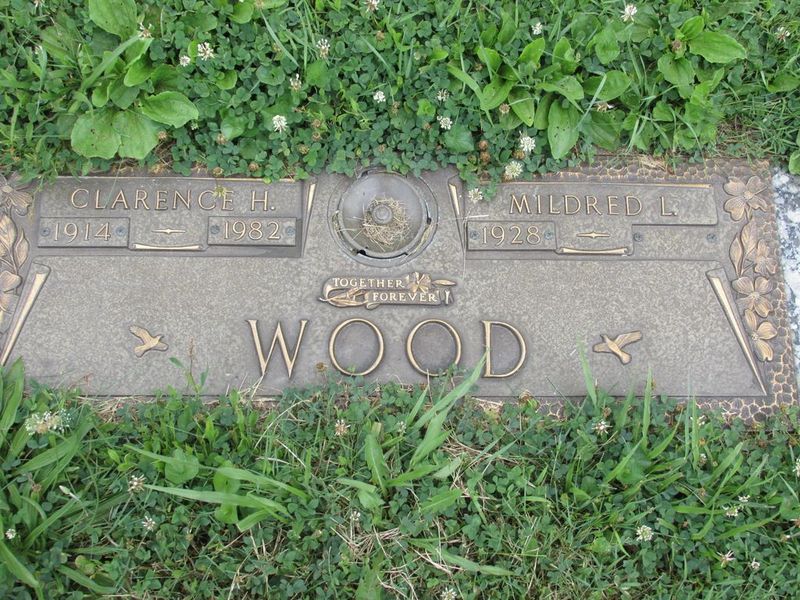 CLARENCE H.
1914 1982
MILDRED L.
1928
TOGETHER
FOREVER
WOOD